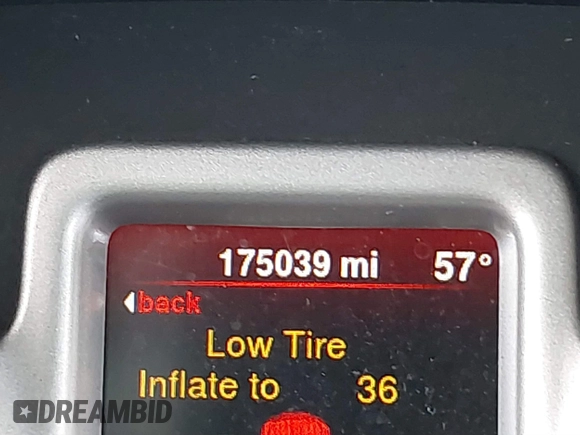 175039 mi 57°
back
Low Tire
Inflate to 36
DREAMBID